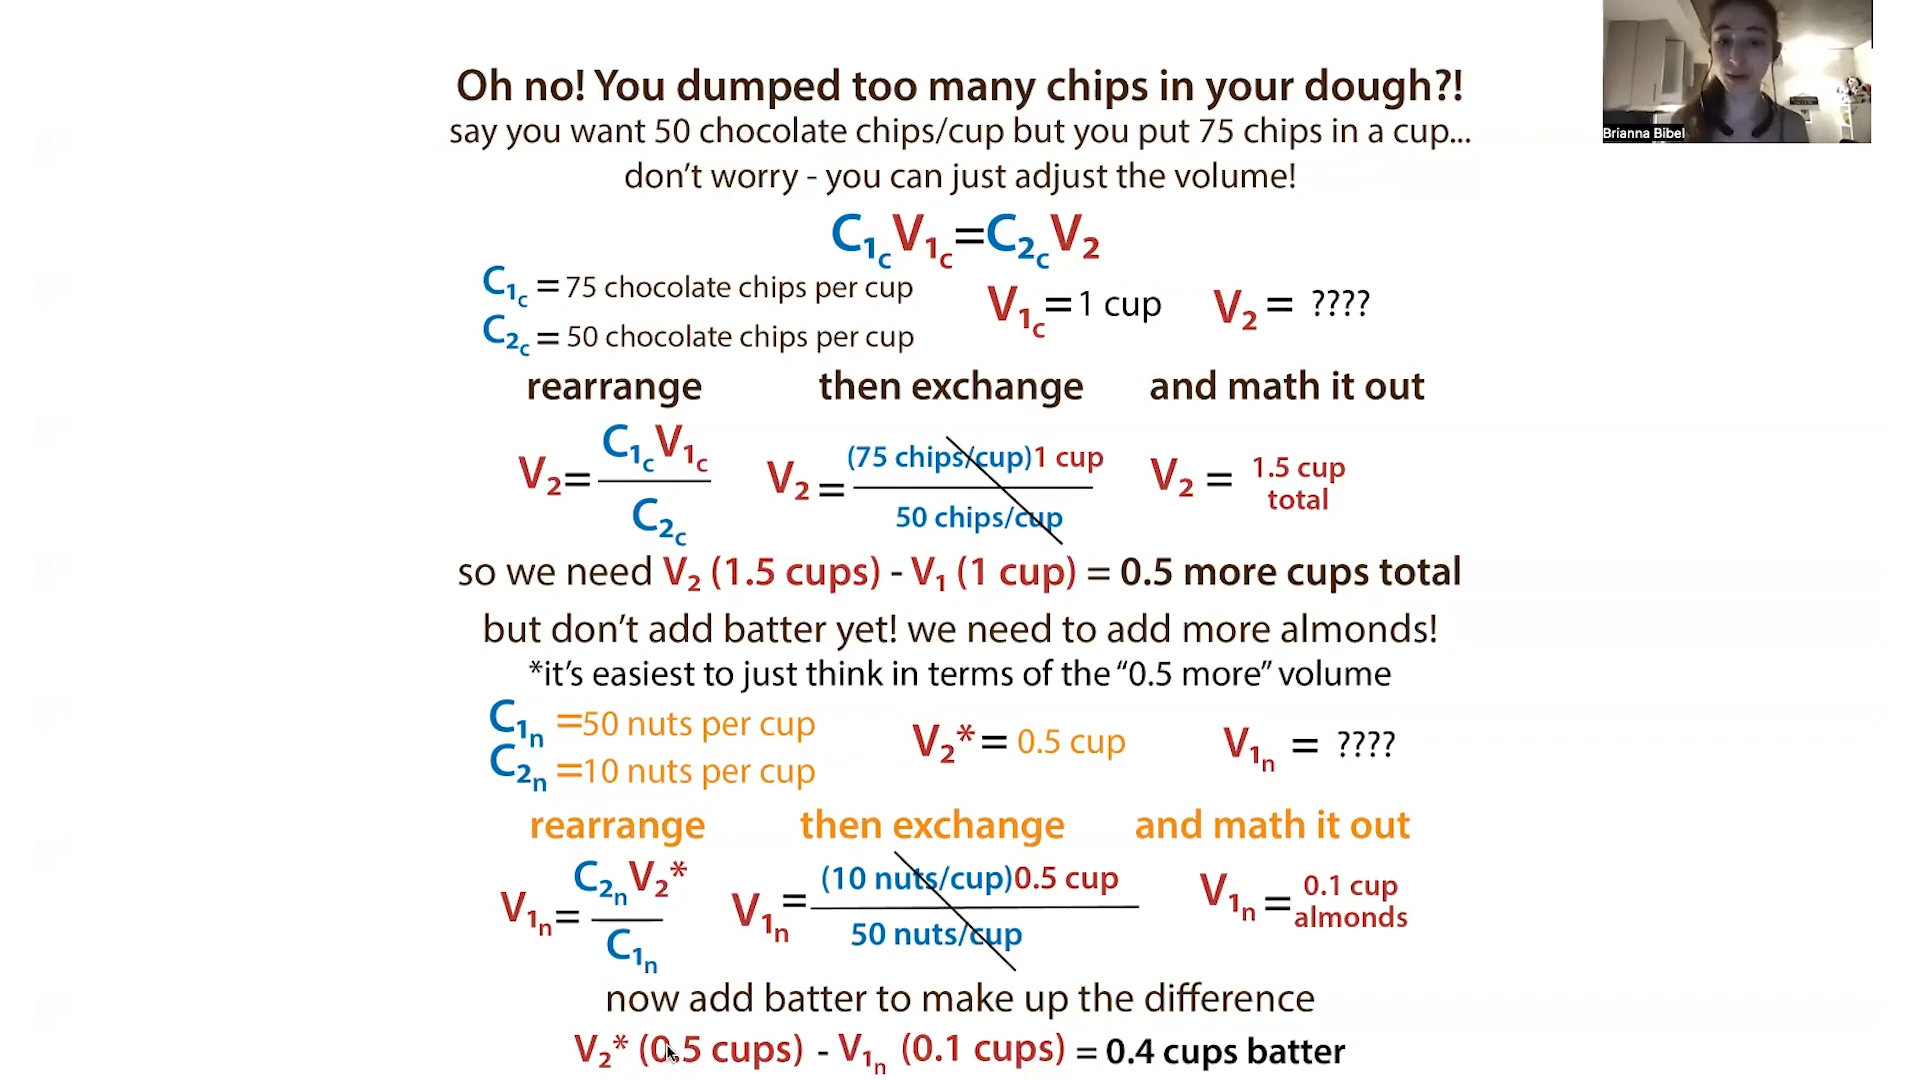 Oh no! You dumped too many chips in your dough?!
say you want 50 chocolate chips/cup but you put 75 chips in a cup...
don't worry - you can just adjust the volume!
C1cV1c=C2cV2
C1c = 75 chocolate chips per cup
C2c = 50 chocolate chips per cup
V1c = 1 cup V2 = ????
rearrange then exchange and math it out
V2 = C1cV1c / C2c
V2 = (75 chips/cup)1 cup / 50 chips/cup
V2 = 1.5 cup total
so we need V2 (1.5 cups) - V1 (1 cup) = 0.5 more cups total
but don't add batter yet! we need to add more almonds!
*it's easiest to just think in terms of the "0.5 more" volume
C1n =50 nuts per cup
C2n =10 nuts per cup
V2* = 0.5 cup V1n = ????
rearrange then exchange and math it out
V1n = C2nV2* / C1n
V1n = (10 nuts/cup)0.5 cup / 50 nuts/cup
V1n = 0.1 cup almonds
now add batter to make up the difference
V2* (0.5 cups) - V1n (0.1 cups) = 0.4 cups batter
Brianna Bibel